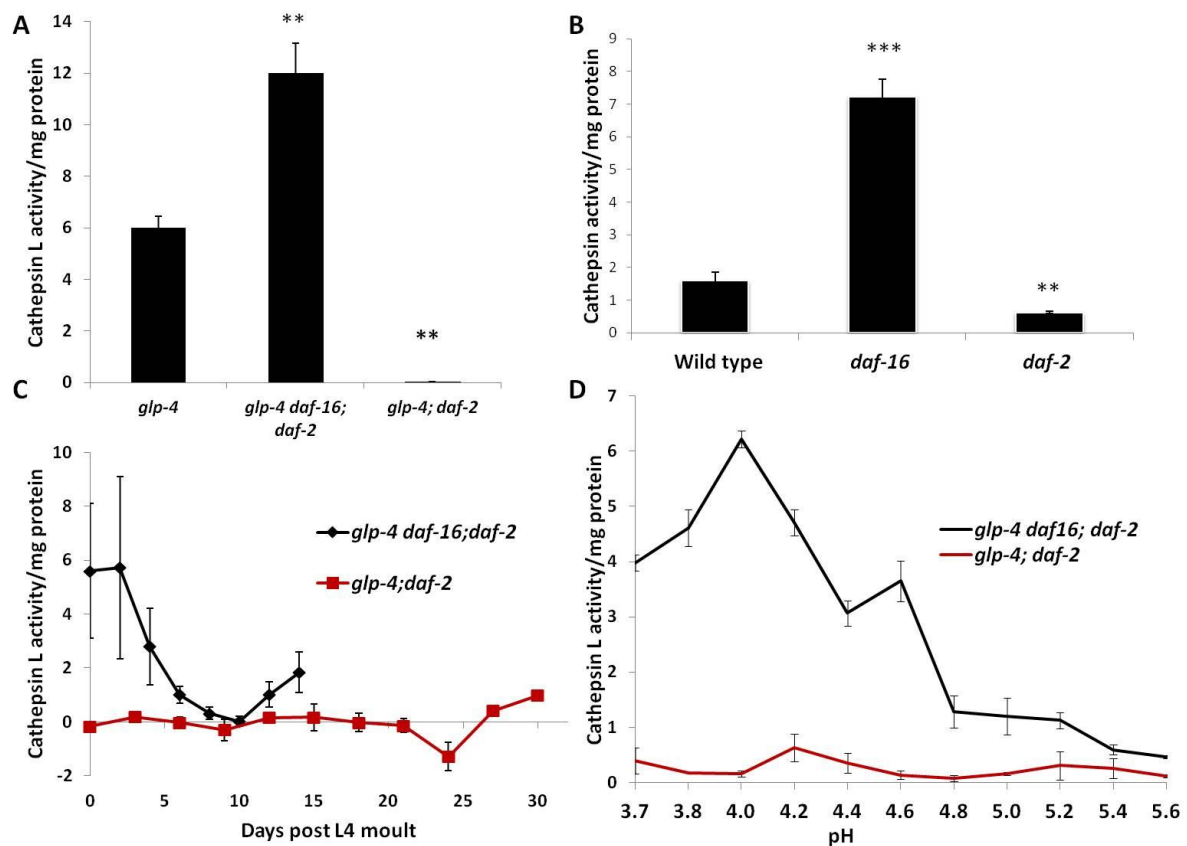 A
Cathepsin L activity/mg protein
14
12
10
8
6
4
2
0
**
**
glp-4
glp-4 daf-16;
daf-2
glp-4; daf-2
B
Cathepsin activity/mg protein
9
8
7
6
5
4
3
2
1
0
***
**
Wild type
daf-16
daf-2
C
Cathepsin L activity/mg protein
10
8
6
4
2
0
-2
glp-4 daf-16;daf-2
glp-4;daf-2
0 5 10 15 20 25 30
Days post L4 moult
D
Cathepsin L activity/mg protein
7
6
5
4
3
2
1
0
glp-4 daf16; daf-2
glp-4; daf-2
3.7 3.8 4.0 4.2 4.4 4.6 4.8 5.0 5.2 5.4 5.6
pH